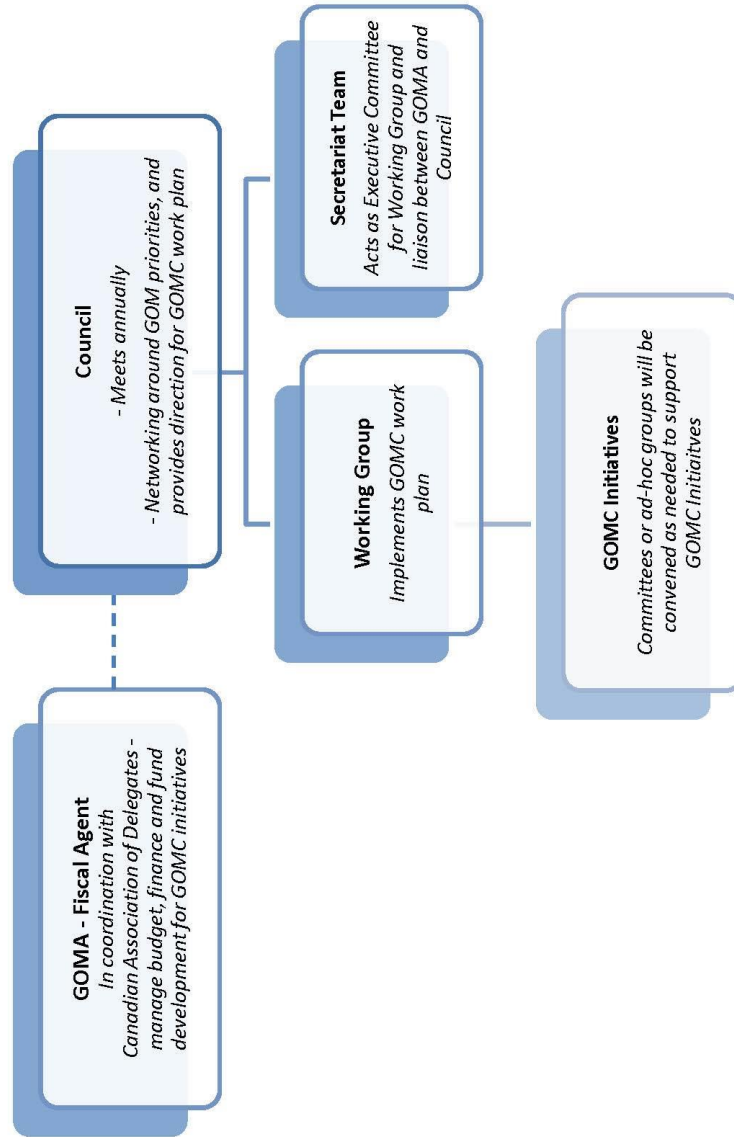 GOMA - Fiscal Agent
In coordination with
Canadian Association of Delegates -
manage budget, finance and fund
development for GOMC initiatives
Council
- Meets annually
- Networking around GOM priorities, and
provides direction for GOMC work plan
Working Group
Implements GOMC work
plan
Secretariat Team
Acts as Executive Committee
for Working Group and
liaison between GOMA and
Council
GOMC Initiatives
Committees or ad-hoc groups will be
convened as needed to support
GOMC Initiaitves